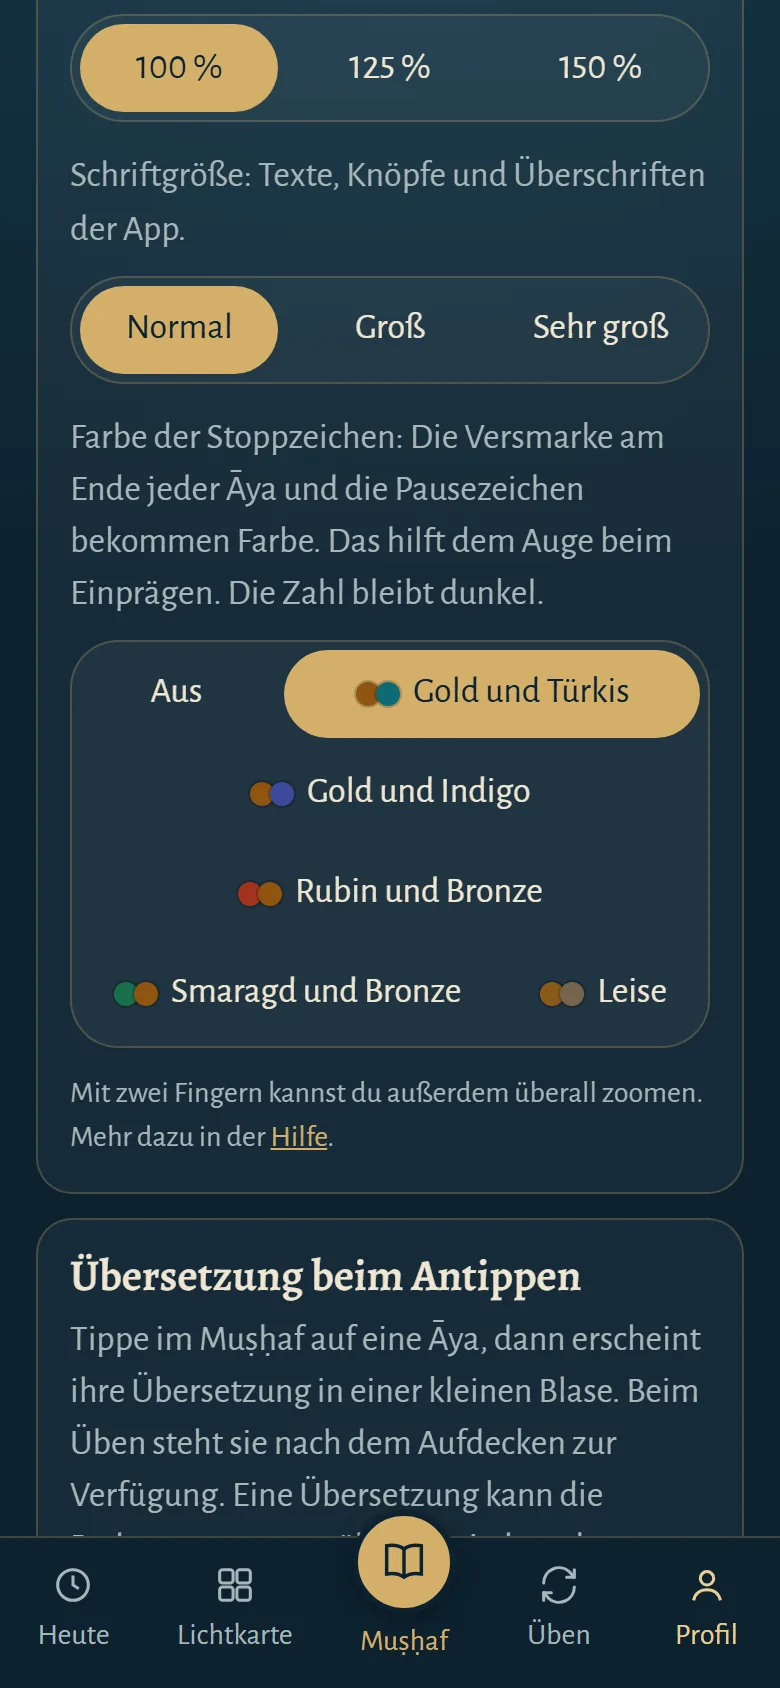 100 % 125 % 150 %
Schriftgröße: Texte, Knöpfe und Überschriften
der App.
Normal Groß Sehr groß
Farbe der Stoppzeichen: Die Versmarke am
Ende jeder Āya und die Pausezeichen
bekommen Farbe. Das hilft dem Auge beim
Einprägen. Die Zahl bleibt dunkel.
Aus Gold und Türkis
Gold und Indigo
Rubin und Bronze
Smaragd und Bronze Leise
Mit zwei Fingern kannst du außerdem überall zoomen.
Mehr dazu in der Hilfe.
Übersetzung beim Antippen
Tippe im Muṣḥaf auf eine Āya, dann erscheint
ihre Übersetzung in einer kleinen Blase. Beim
Üben steht sie nach dem Aufdecken zur
Verfügung. Eine Übersetzung kann die
Heute Lichtkarte Muṣḥaf Üben Profil